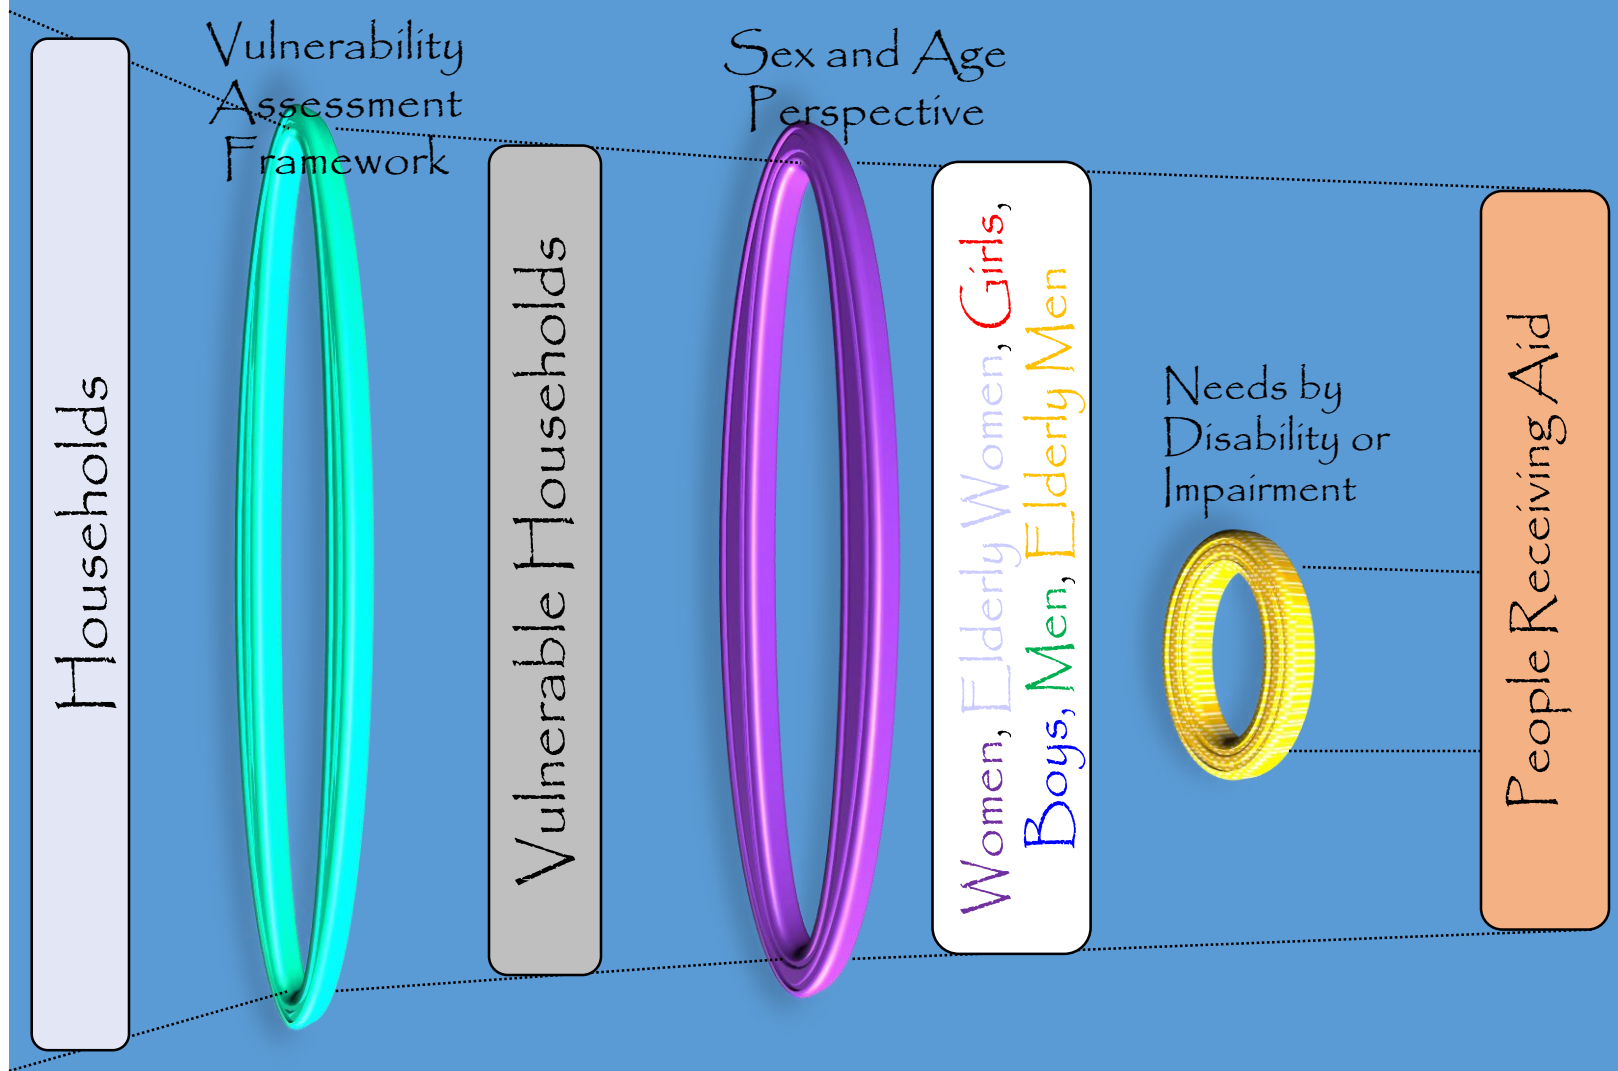 Households
Vulnerability
Assessment
Framework
Vulnerable Households
Sex and Age
Perspective
Women, Elderly Women, Girls,
Boys, Men, Elderly Men
Needs by
Disability or
Impairment
People Receiving Aid